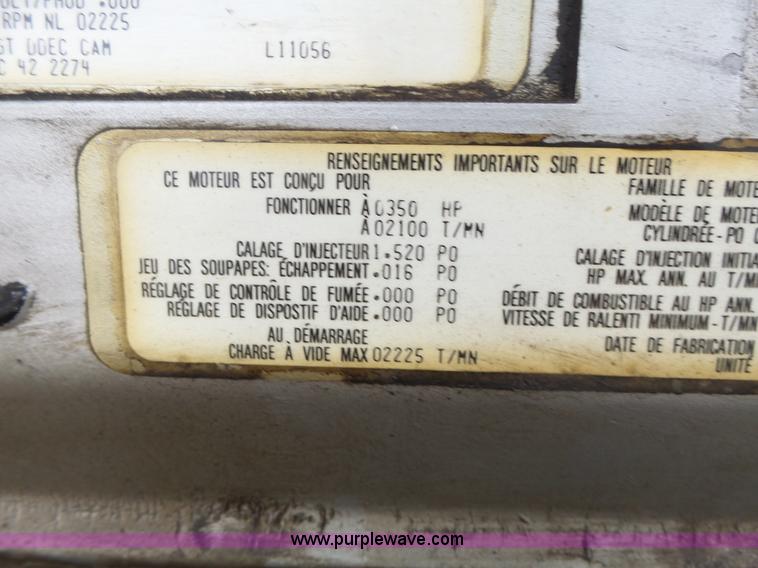 .000
RPM NL 02225
ST DDEC CAM L11056
C 42 2274
RENSEIGNEMENTS IMPORTANTS SUR LE MOTEUR
CE MOTEUR EST CONÇU POUR
FONCTIONNER À 0350 HP
À 02100 T/MN
CALAGE D'INJECTEUR 1.520 PO
JEU DES SOUPAPES: ÉCHAPPEMENT .016 PO
RÉGLAGE DE CONTRÔLE DE FUMÉE .000 PO
RÉGLAGE DE DISPOSTIF D'AIDE .000 PO
AU DÉMARRAGE
CHARGE À VIDE MAX 02225 T/MN
FAMILLE DE MOTE
MODÈLE DE MOTE
CYLINDRÉE-PO
CALAGE D'INJECTION INITIA
HP MAX. ANN. AU T/M
DÉBIT DE COMBUSTIBLE AU HP ANN.
VITESSE DE RALENTI MINIMUM-T/MN
DATE DE FABRICATION
UNITÉ
www.purplewave.com